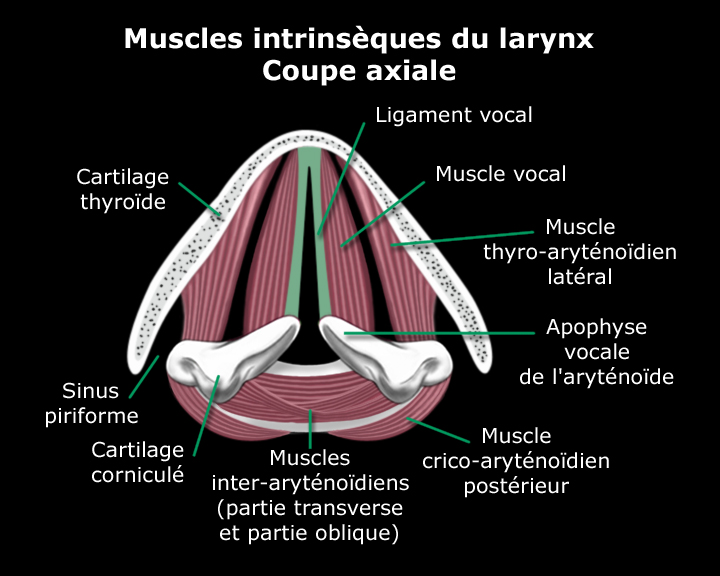 Muscles intrinsèques du larynx
Coupe axiale
Ligament vocal
Cartilage
thyroïde
Muscle vocal
Muscle
thyro-aryténoïdien
latéral
Apophyse
vocale
de l'aryténoïde
Sinus
piriforme
Cartilage
corniculé
Muscles
inter-aryténoïdiens
(partie transverse
et partie oblique)
Muscle
crico-aryténoïdien
postérieur